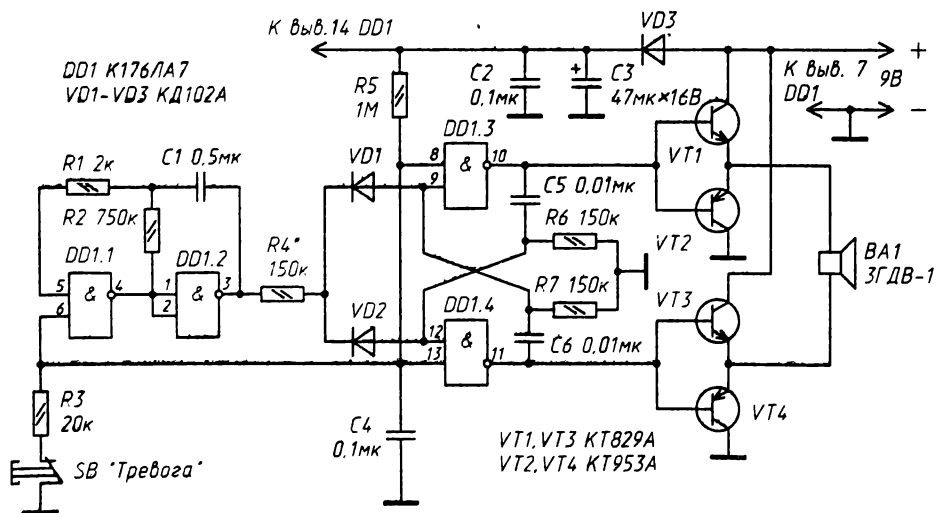 К выв.14 DD1
VD3
+
DD1 К176ЛА7
VD1-VD3 КД102А
R5
1М
C2
0,1мк
+
C3
47мк×16В
К выв. 7
DD1
9В
-
R1 2к
C1 0,5мк
R2 750к
DD1.1
DD1.2
R4*
150к
VD1
VD2
DD1.3
DD1.4
8
9
&
10
C5 0,01мк
R6 150к
R7 150к
C6 0,01мк
VT1
VT2
VT3
VT4
BA1
3ГДВ-1
5
6
&
4
1
2
&
3
12
13
&
11
R3
20к
C4
0,1мк
SB "Тревога"
VT1,VT3 КТ829А
VT2,VT4 КТ953А